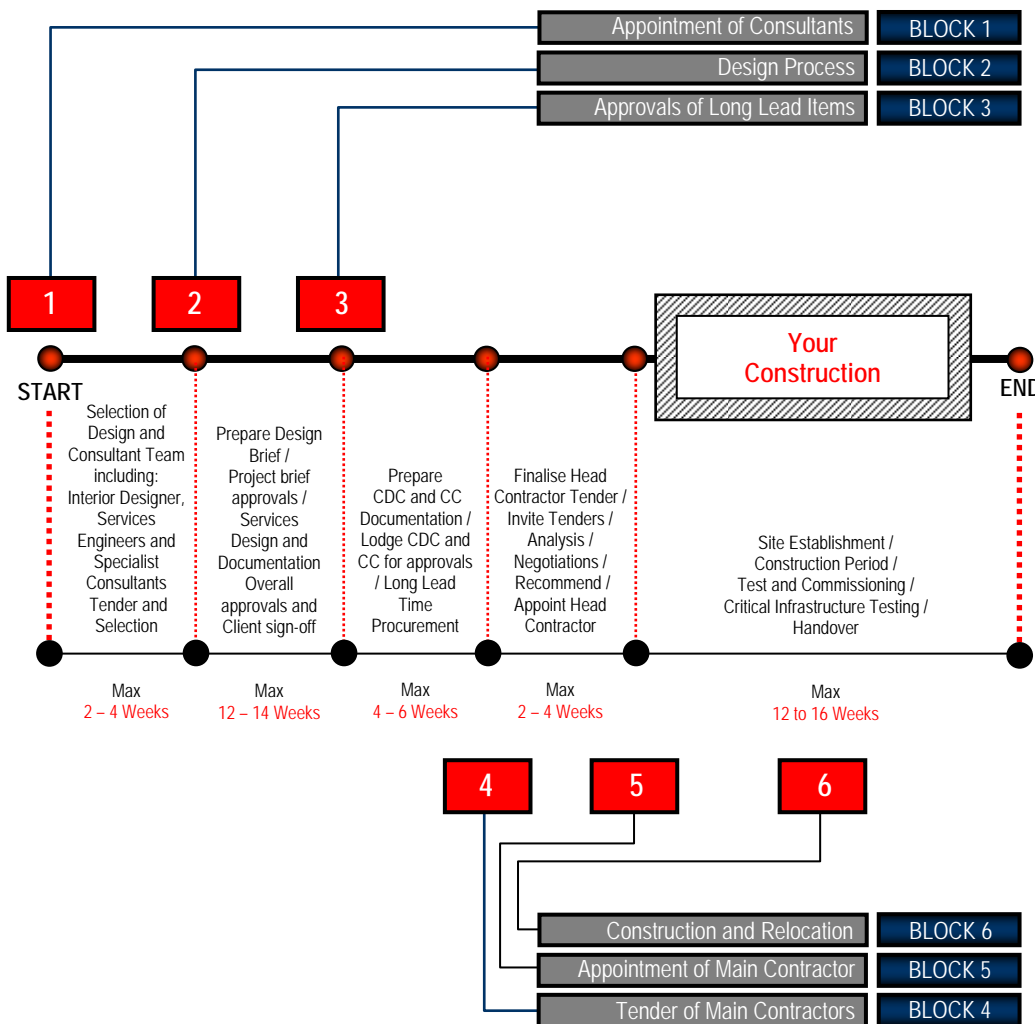 Appointment of Consultants BLOCK 1
Design Process BLOCK 2
Approvals of Long Lead Items BLOCK 3
1
2
3
Your
Construction
START
END
Selection of
Design and
Consultant Team
including:
Interior Designer,
Services
Engineers and
Specialist
Consultants
Tender and
Selection
Prepare Design
Brief /
Project brief
approvals /
Services
Design and
Documentation
Overall
approvals and
Client sign-off
Prepare
CDC and CC
Documentation /
Lodge CDC and
CC for approvals
/ Long Lead
Time
Procurement
Finalise Head
Contractor Tender /
Invite Tenders /
Analysis /
Negotiations /
Recommend /
Appoint Head
Contractor
Site Establishment /
Construction Period /
Test and Commissioning /
Critical Infrastructure Testing /
Handover
Max
2 – 4 Weeks
Max
12 – 14 Weeks
Max
4 – 6 Weeks
Max
2 – 4 Weeks
Max
12 to 16 Weeks
4
5
6
Construction and Relocation BLOCK 6
Appointment of Main Contractor BLOCK 5
Tender of Main Contractors BLOCK 4